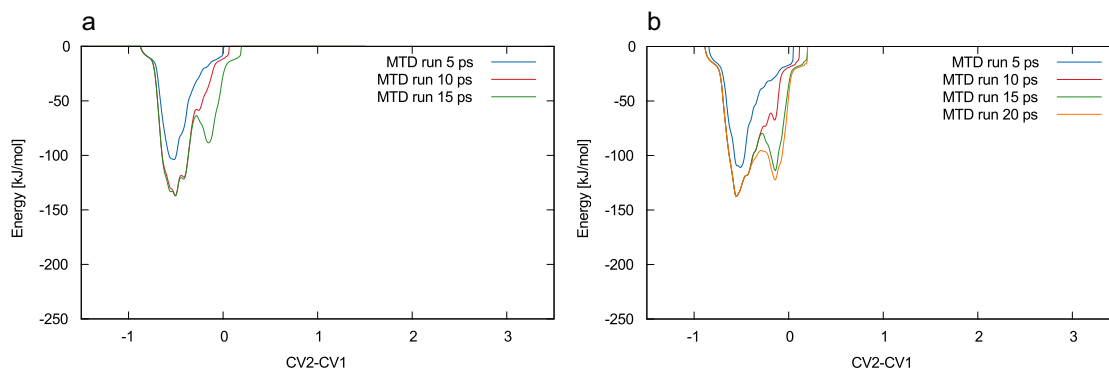 a
0
-50
-100
-150
-200
-250
-1
0
1
2
3
Energy [kJ/mol]
CV2-CV1
MTD run 5 ps
MTD run 10 ps
MTD run 15 ps
b
0
-50
-100
-150
-200
-250
-1
0
1
2
3
Energy [kJ/mol]
CV2-CV1
MTD run 5 ps
MTD run 10 ps
MTD run 15 ps
MTD run 20 ps